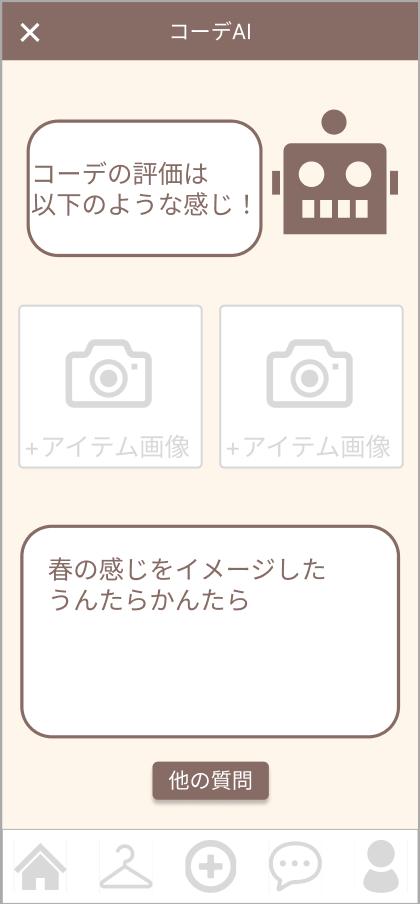 コーデAI
コーデの評価は
以下のような感じ！
+アイテム画像
+アイテム画像
春の感じをイメージした
うんたらかんたら
他の質問